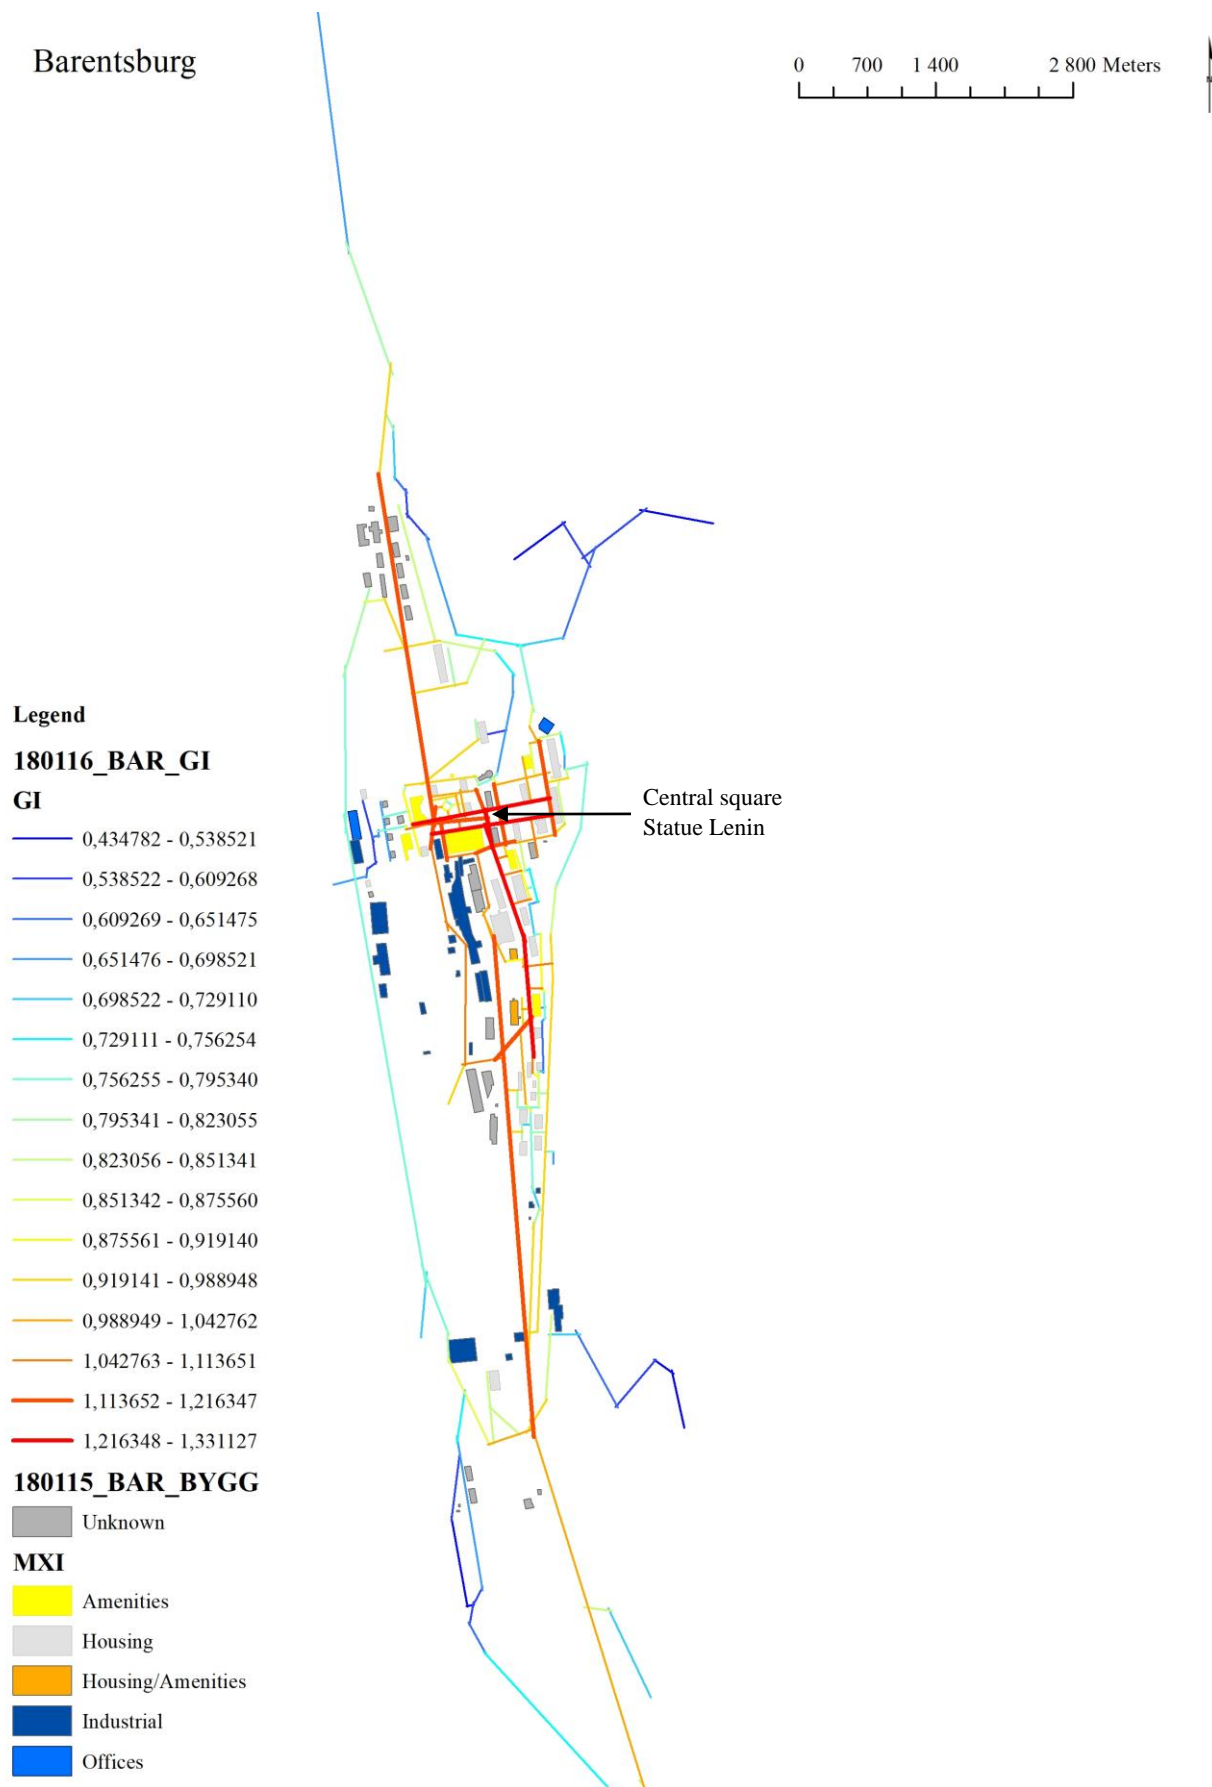 Barentsburg
0 700 1 400 2 800 Meters
N
Central square
Statue Lenin
Legend
180116_BAR_GI
GI
0,434782 - 0,538521
0,538522 - 0,609268
0,609269 - 0,651475
0,651476 - 0,698521
0,698522 - 0,729110
0,729111 - 0,756254
0,756255 - 0,795340
0,795341 - 0,823055
0,823056 - 0,851341
0,851342 - 0,875560
0,875561 - 0,919140
0,919141 - 0,988948
0,988949 - 1,042762
1,042763 - 1,113651
1,113652 - 1,216347
1,216348 - 1,331127
180115_BAR_BYGG
Unknown
MXI
Amenities
Housing
Housing/Amenities
Industrial
Offices